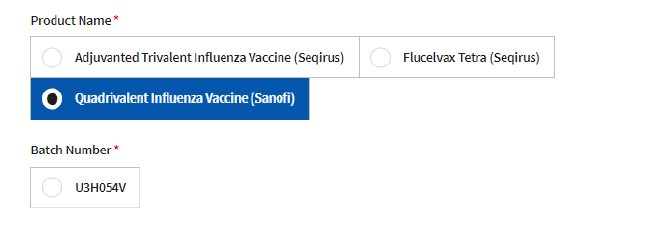 Product Name*
Adjuvanted Trivalent Influenza Vaccine (Seqirus) Flucelvax Tetra (Seqirus)
Quadrivalent Influenza Vaccine (Sanofi)
Batch Number*
U3H054V